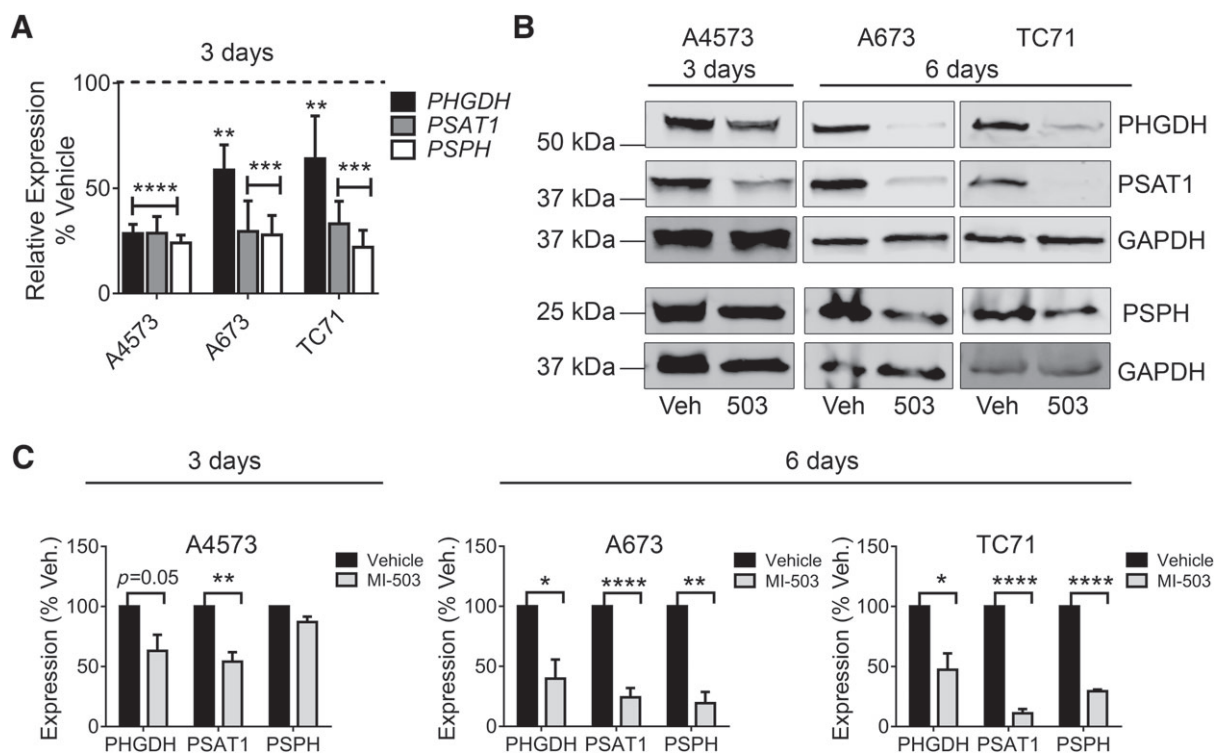 A
3 days
Relative Expression
% Vehicle
100
50
0
**
**
***
***
****
PHGDH
PSAT1
PSPH
A4573
A673
TC71
B
A4573
A673
TC71
3 days
6 days
50 kDa
PHGDH
37 kDa
PSAT1
37 kDa
GAPDH
25 kDa
PSPH
37 kDa
GAPDH
Veh 503
Veh 503
Veh 503
C
3 days
6 days
A4573
Expression (% Veh.)
150
100
50
0
p=0.05
**
Vehicle
MI-503
PHGDH PSAT1 PSPH
A673
Expression (% Veh.)
150
100
50
0
*
****
**
Vehicle
MI-503
PHGDH PSAT1 PSPH
TC71
Expression (% Veh.)
150
100
50
0
*
****
****
Vehicle
MI-503
PHGDH PSAT1 PSPH